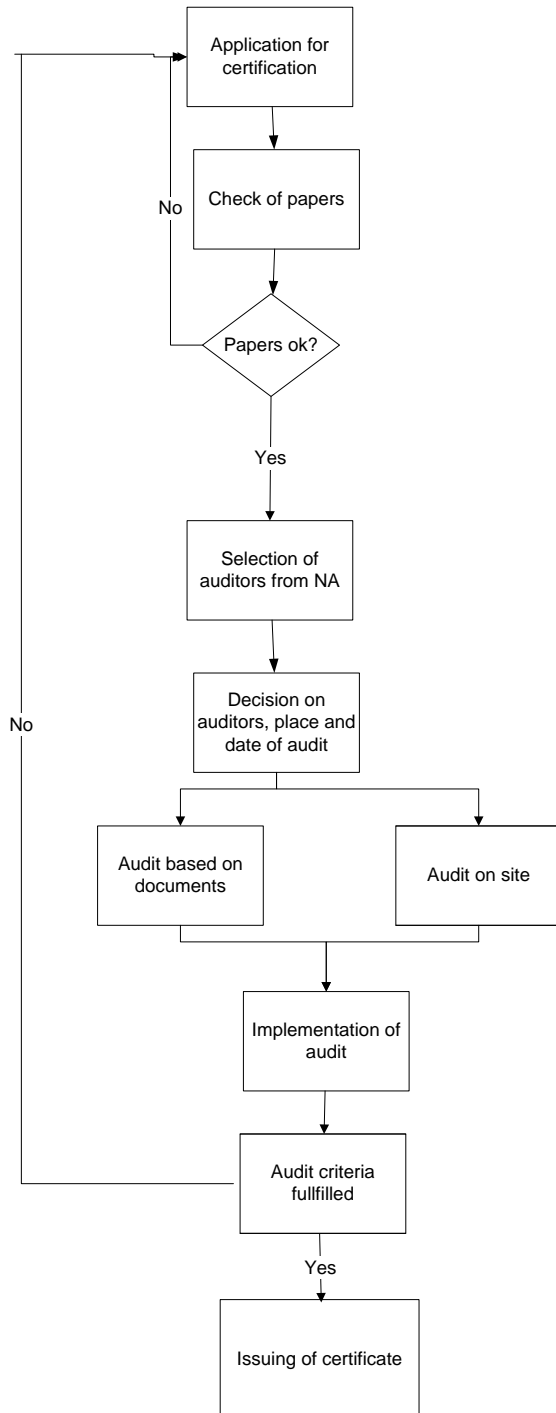 Application for
certification
Check of papers
No
Papers ok?
Yes
Selection of
auditors from NA
No
Decision on
auditors, place and
date of audit
Audit based on
documents
Audit on site
Implementation of
audit
Audit criteria
fullfilled
Yes
Issuing of certificate